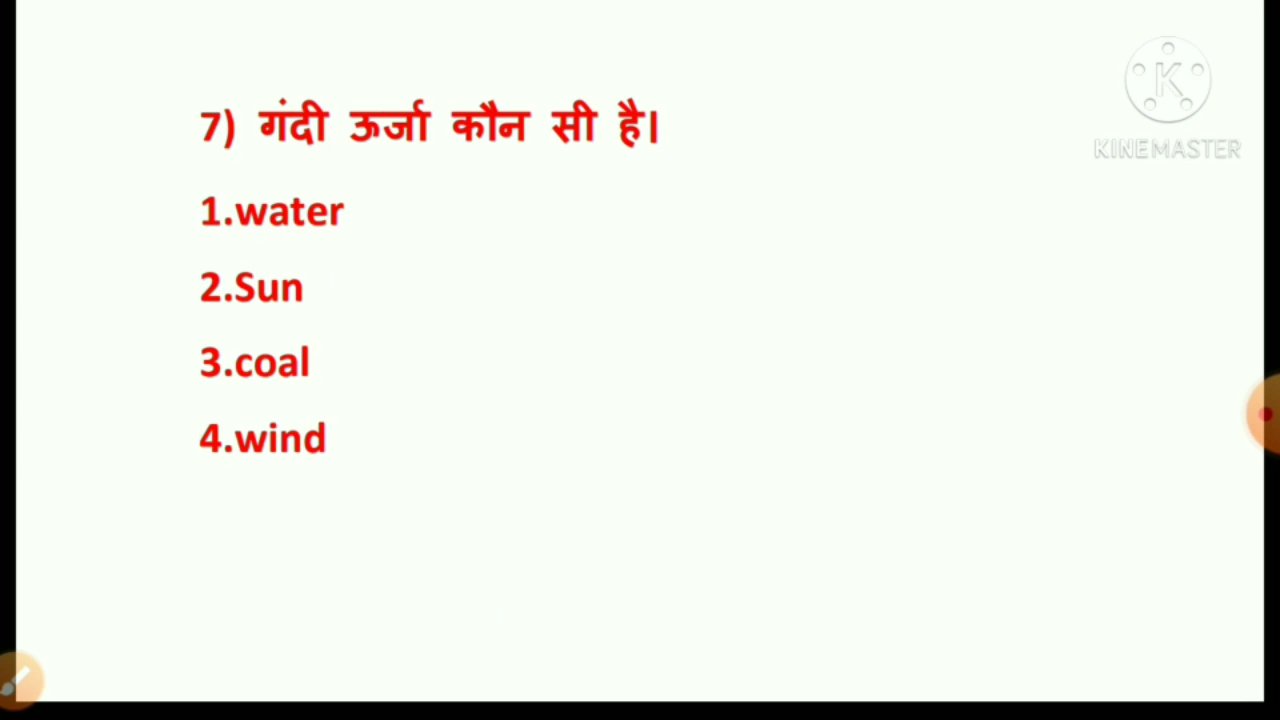 7) गंदी ऊर्जा कौन सी है।
1.water
2.Sun
3.coal
4.wind
K
KINEMASTER